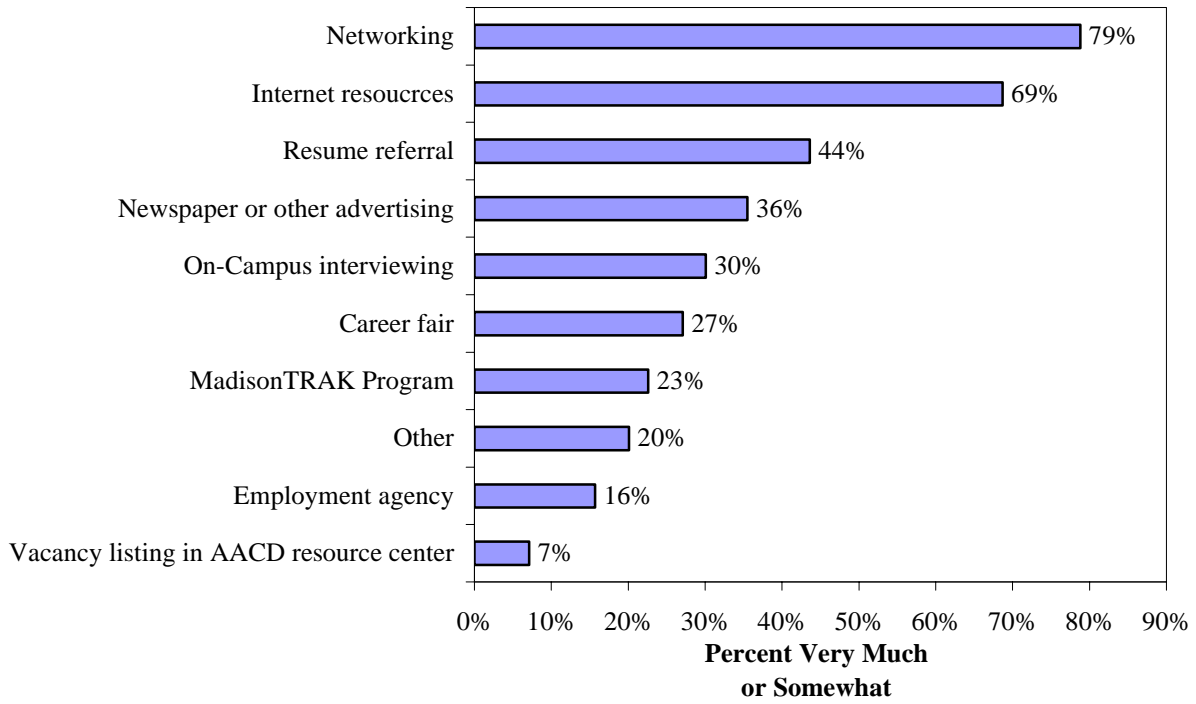 Networking 79%
Internet resoucrces 69%
Resume referral 44%
Newspaper or other advertising 36%
On-Campus interviewing 30%
Career fair 27%
MadisonTRAK Program 23%
Other 20%
Employment agency 16%
Vacancy listing in AACD resource center 7%
0% 10% 20% 30% 40% 50% 60% 70% 80% 90%
Percent Very Much
or Somewhat